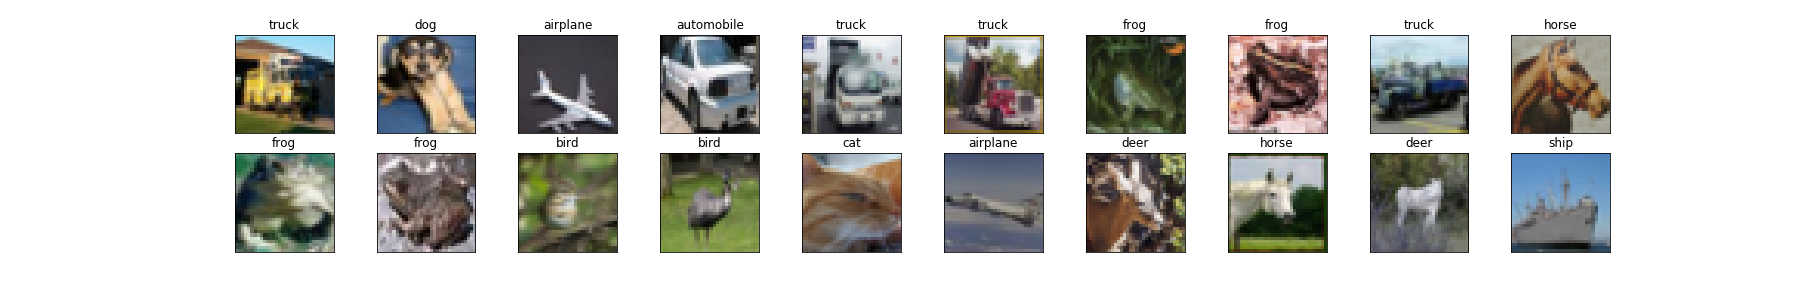 truck dog airplane automobile truck truck frog frog truck horse
frog frog bird bird cat airplane deer horse deer ship